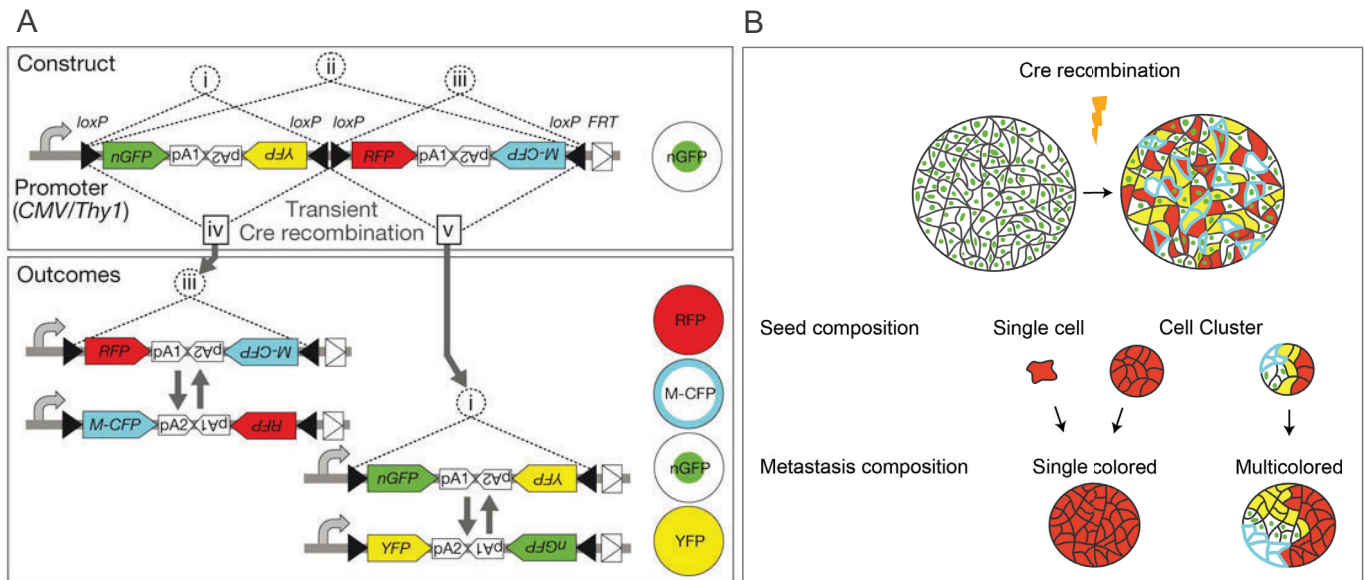 A
Construct
i
ii
iii
loxP
loxP
loxP
loxP
FRT
nGFP
pA1
pA2
YFP
RFP
pA1
pA2
M-CFP
nGFP
Promoter
(CMV/Thy1)
Transient
Cre recombination
iv
v
Outcomes
iii
RFP
pA1
pA2
M-CFP
M-CFP
pA2
pA1
RFP
i
nGFP
pA1
pA2
YFP
YFP
pA2
pA1
nGFP
RFP
M-CFP
nGFP
YFP
B
Cre recombination
Seed composition
Single cell
Cell Cluster
Metastasis composition
Single colored
Multicolored